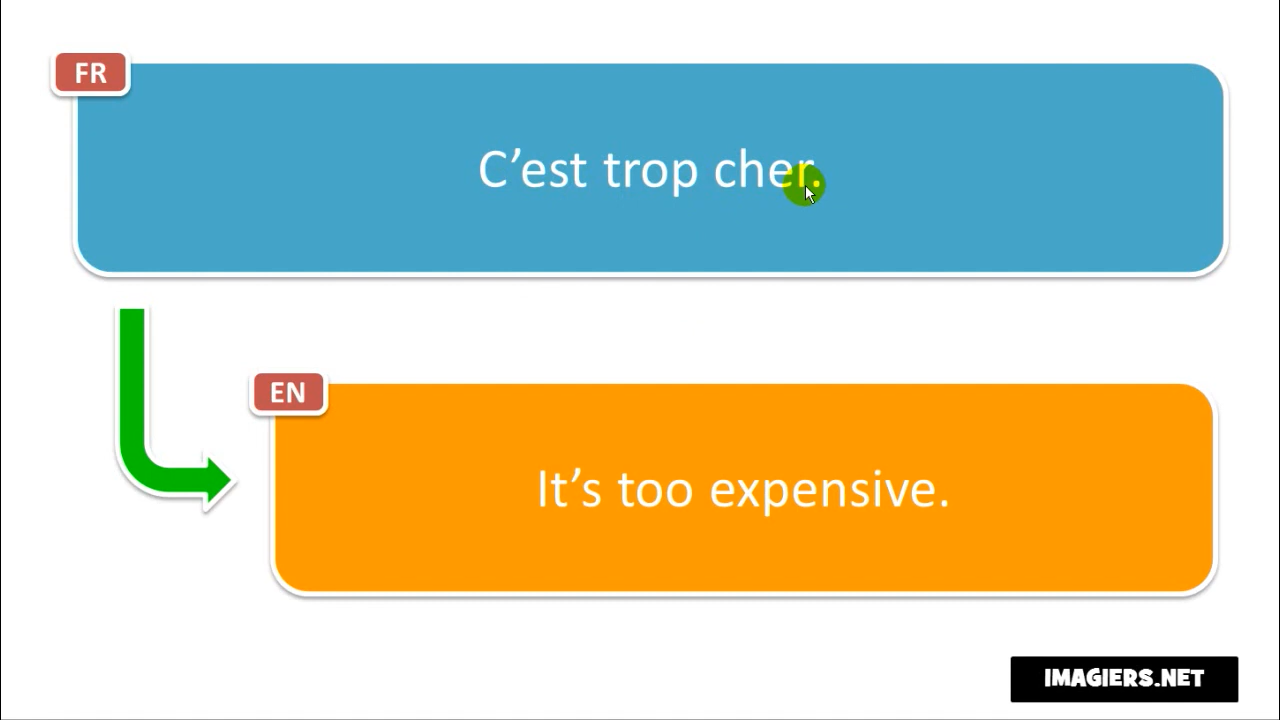 FR
C’est trop cher.
EN
It’s too expensive.
IMAGIERS.NET